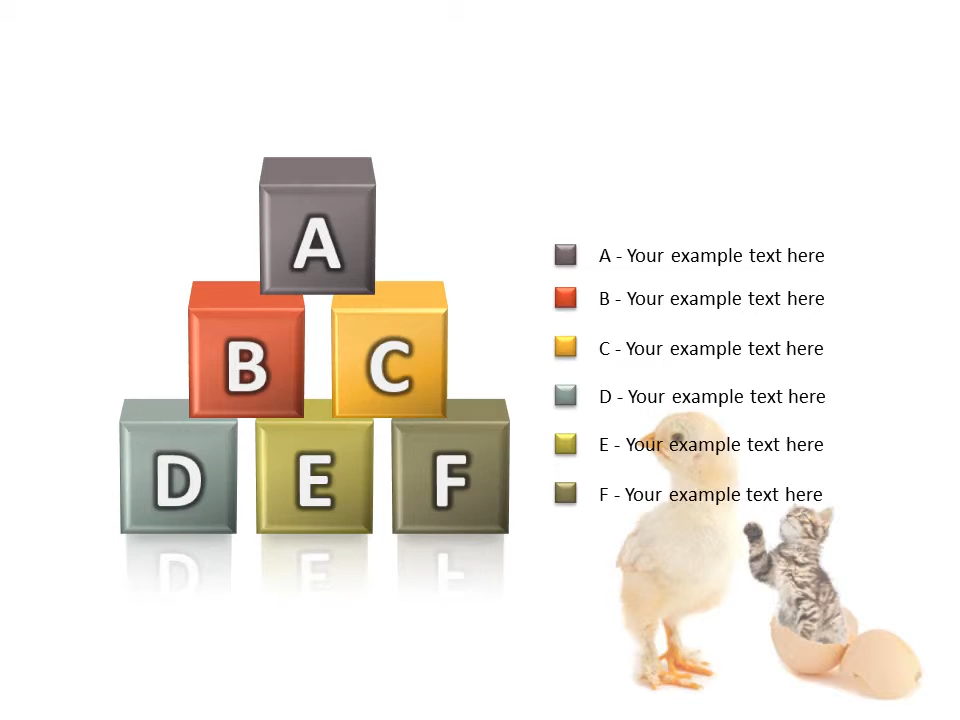 A
B C
D E F
A - Your example text here
B - Your example text here
C - Your example text here
D - Your example text here
E - Your example text here
F - Your example text here